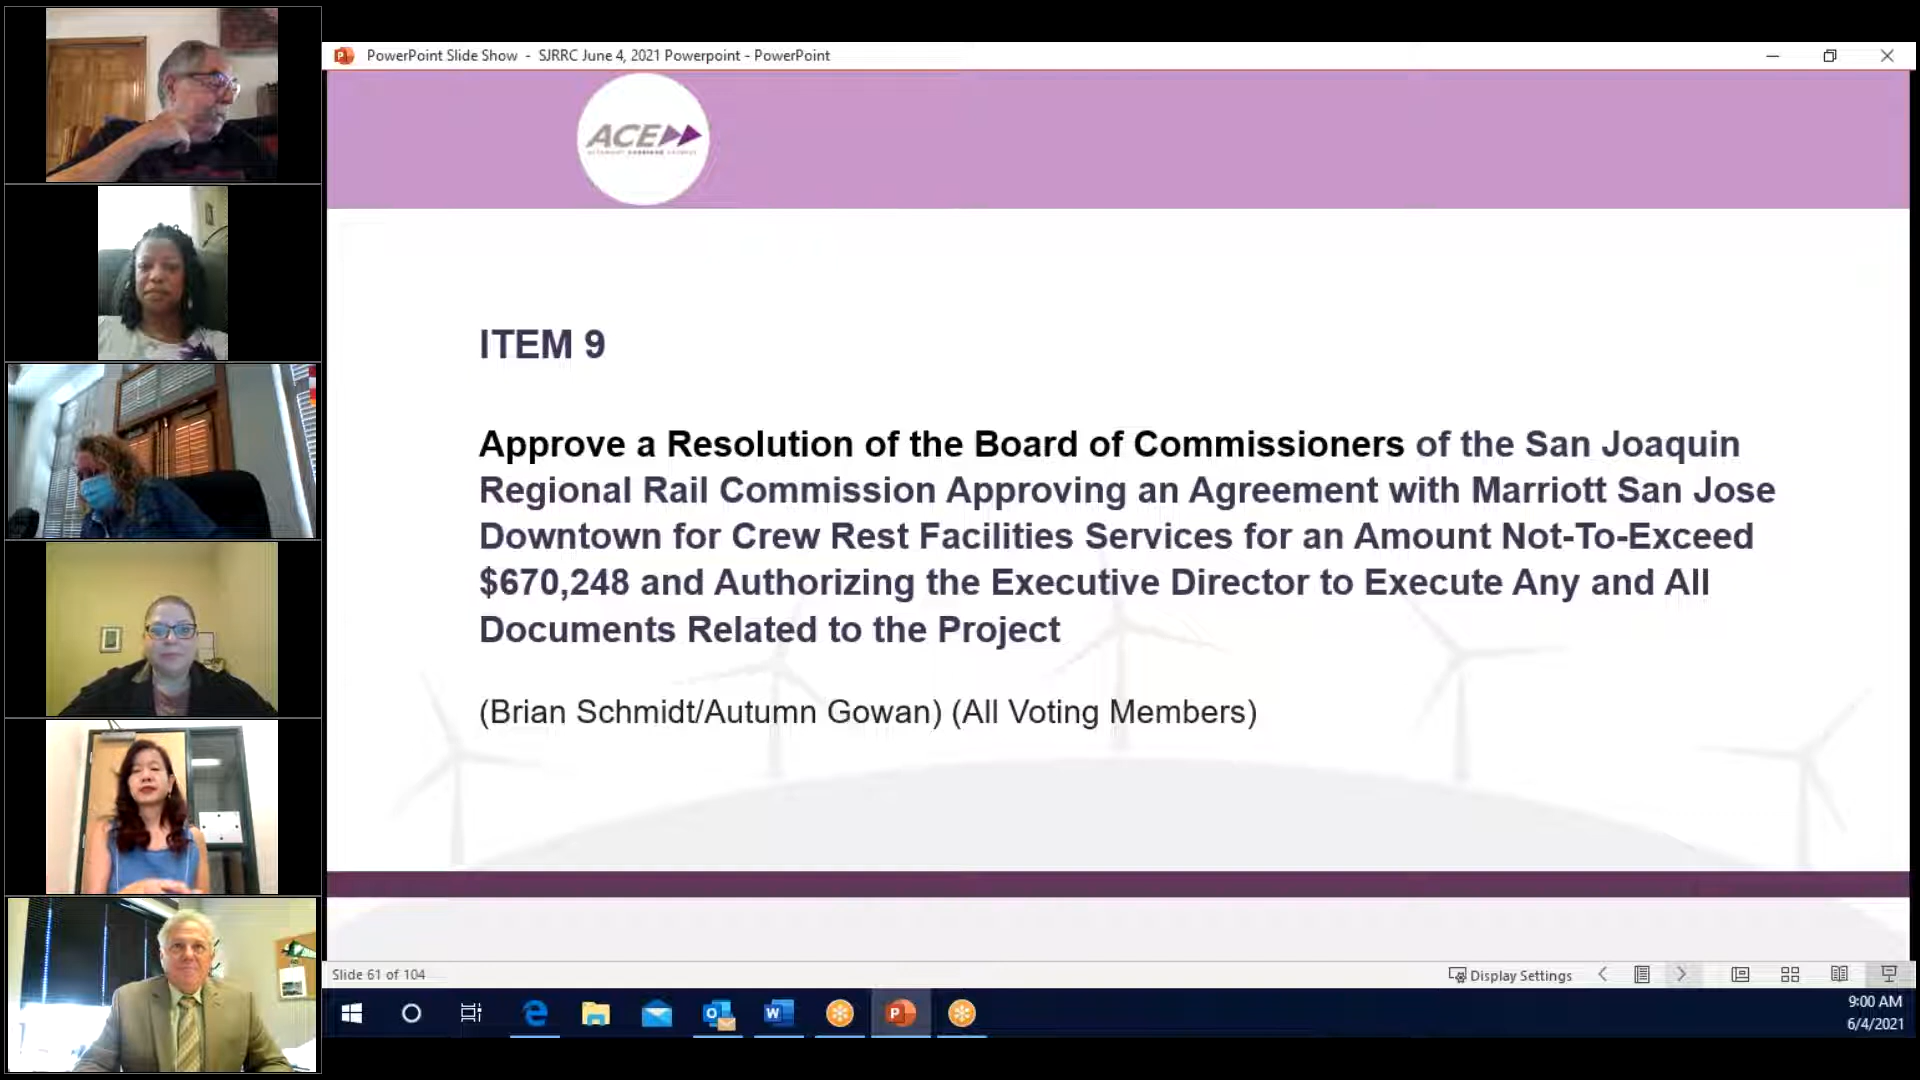 PowerPoint Slide Show - SJRRC June 4, 2021 Powerpoint - PowerPoint
ACE
ITEM 9
Approve a Resolution of the Board of Commissioners of the San Joaquin
Regional Rail Commission Approving an Agreement with Marriott San Jose
Downtown for Crew Rest Facilities Services for an Amount Not-To-Exceed
$670,248 and Authorizing the Executive Director to Execute Any and All
Documents Related to the Project
(Brian Schmidt/Autumn Gowan) (All Voting Members)
Slide 61 of 104
Display Settings
9:00 AM
6/4/2021